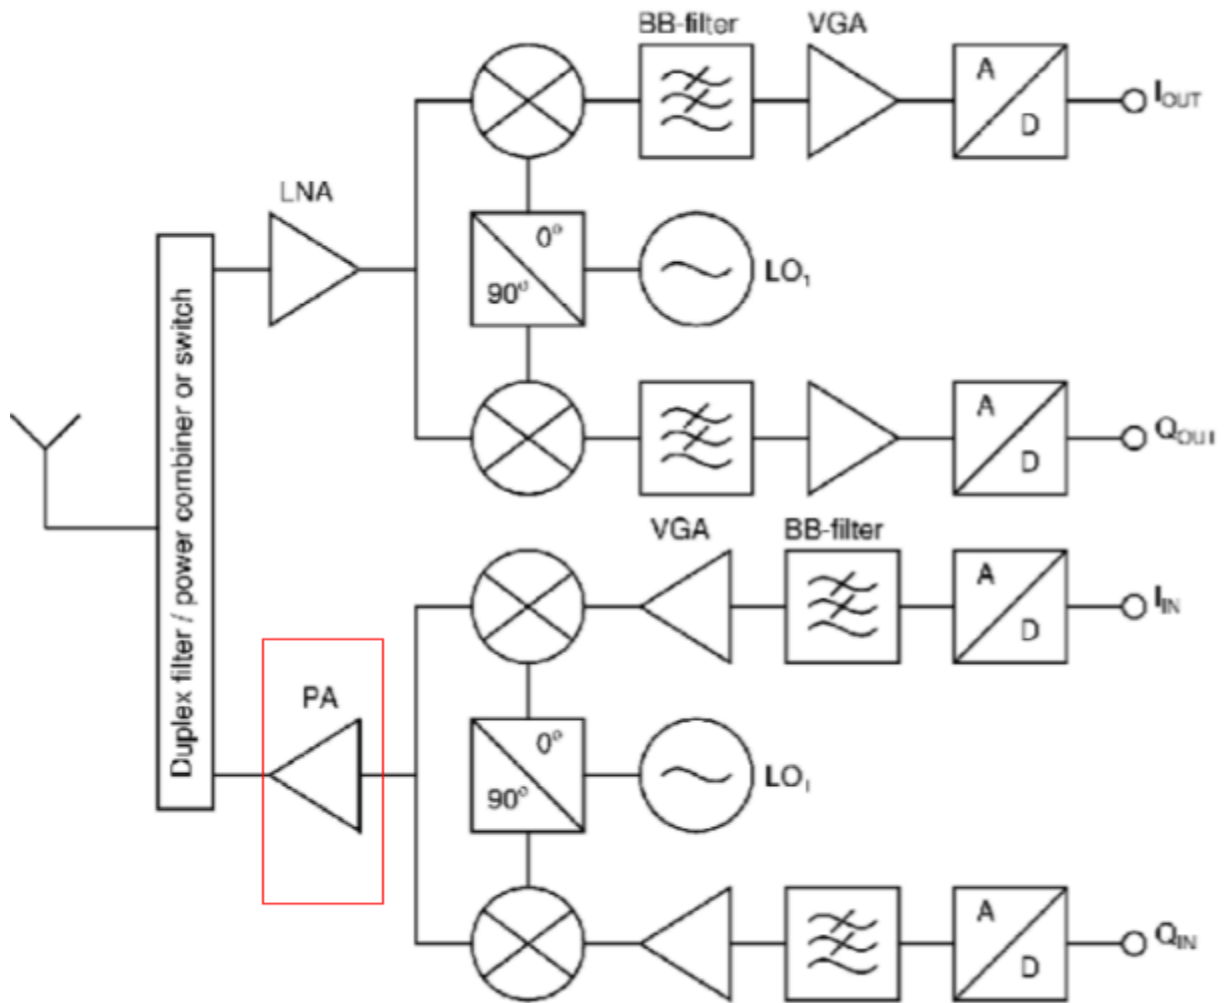 BB-filter VGA
A
D
I OUT
LNA
0°
90°
LO1
Duplex filter / power combiner or switch
A
D
Q OUT
VGA BB-filter
A
D
I IN
PA
0°
90°
LO1
A
D
Q IN